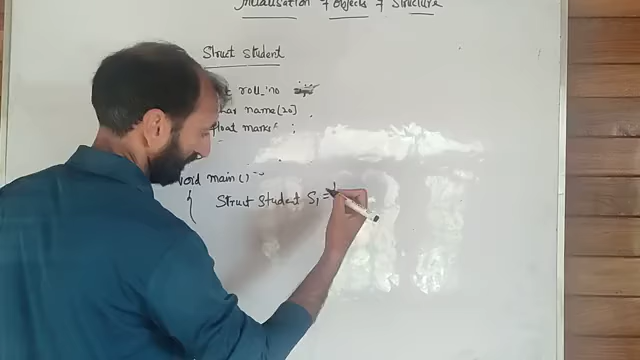 Initialisation of Objects of Structure
Struct Student
roll_no ;
name[20] ;
float marks ;
void main()
{ Struct Student S1 =